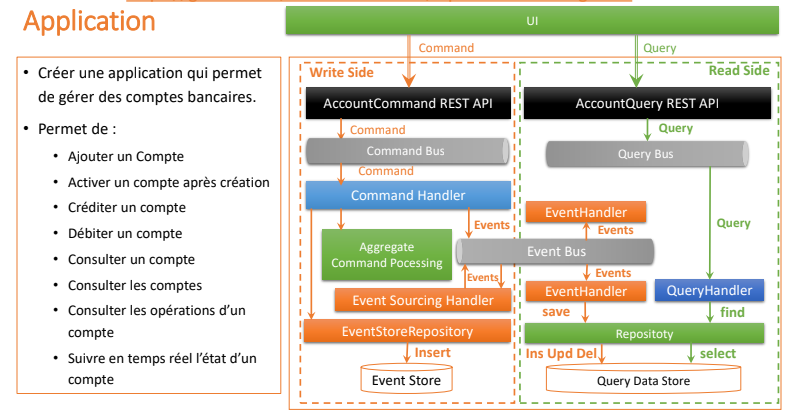 Application
• Créer une application qui permet
de gérer des comptes bancaires.
• Permet de :
• Ajouter un Compte
• Activer un compte après création
• Créditer un compte
• Débiter un compte
• Consulter un compte
• Consulter les comptes
• Consulter les opérations d’un
compte
• Suivre en temps réel l’état d’un
compte
UI
Command
Query
Write Side
Read Side
AccountCommand REST API
AccountQuery REST API
Command
Query
Command Bus
Query Bus
Command
Command Handler
EventHandler
Events
Events
Query
Aggregate
Command Pocessing
Event Bus
Events
Events
Event Sourcing Handler
EventHandler
QueryHandler
save
find
EventStoreRepository
Repositoty
Insert
Ins Upd Del
select
Event Store
Query Data Store